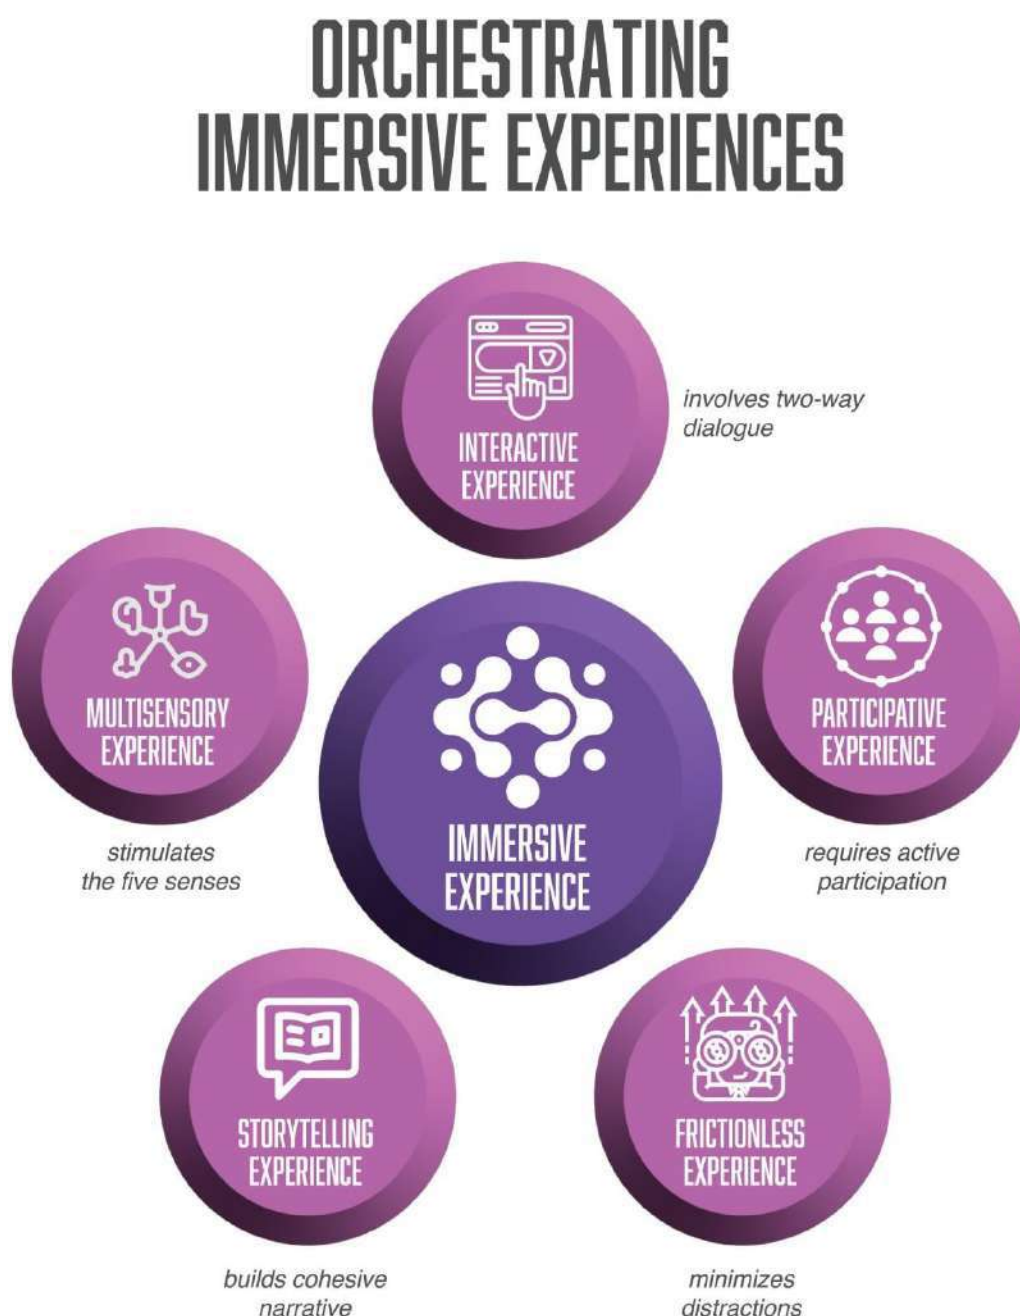 ORCHESTRATING
IMMERSIVE EXPERIENCES
INTERACTIVE
EXPERIENCE
involves two-way
dialogue
MULTISENSORY
EXPERIENCE
stimulates
the five senses
PARTICIPATIVE
EXPERIENCE
requires active
participation
IMMERSIVE
EXPERIENCE
STORYTELLING
EXPERIENCE
builds cohesive
narrative
FRICTIONLESS
EXPERIENCE
minimizes
distractions